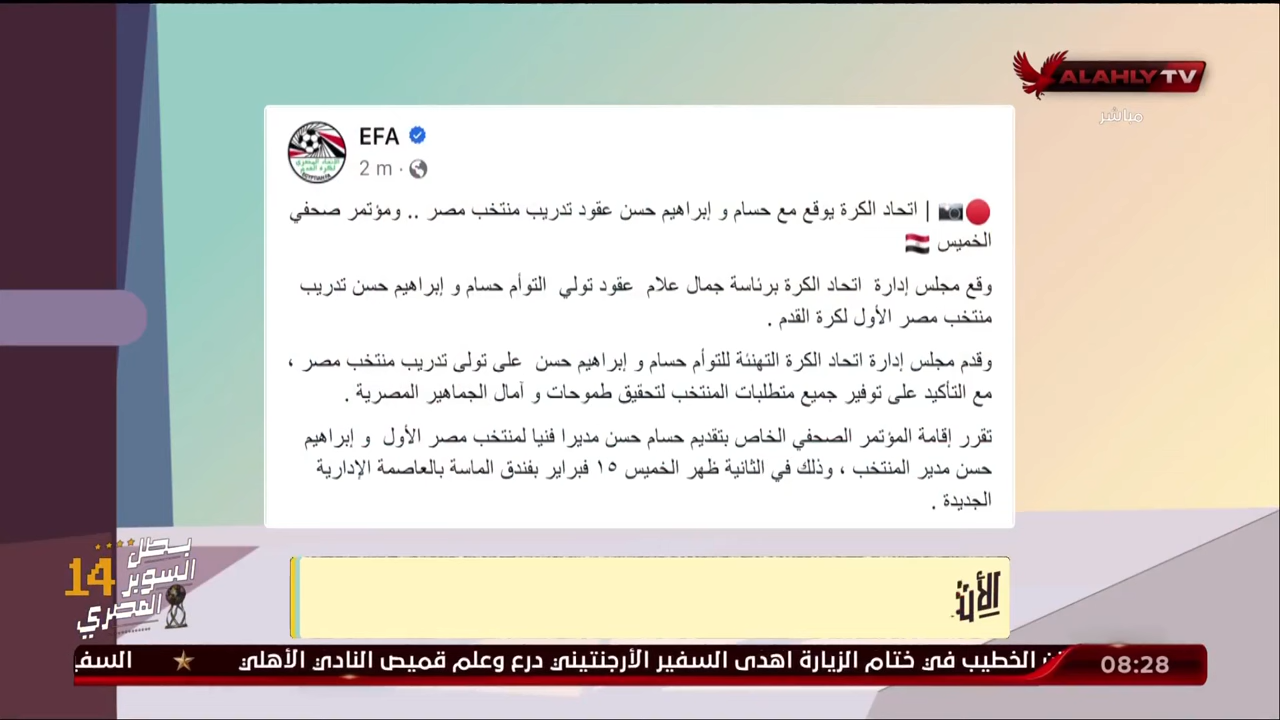 ALAHLY TV
مباشر
EFA
2 m ·
🔴📷 | اتحاد الكرة يوقع مع حسام و إبراهيم حسن عقود تدريب منتخب مصر .. ومؤتمر صحفي
الخميس 🇪🇬
وقع مجلس إدارة اتحاد الكرة برئاسة جمال علام عقود تولي التوأم حسام و إبراهيم حسن تدريب
منتخب مصر الأول لكرة القدم .
وقدم مجلس إدارة اتحاد الكرة التهنئة للتوأم حسام و إبراهيم حسن على تولى تدريب منتخب مصر ،
مع التأكيد على توفير جميع متطلبات المنتخب لتحقيق طموحات و آمال الجماهير المصرية .
تقرر إقامة المؤتمر الصحفي الخاص بتقديم حسام حسن مديرا فنيا لمنتخب مصر الأول و إبراهيم
حسن مدير المنتخب ، وذلك في الثانية ظهر الخميس ١٥ فبراير بفندق الماسة بالعاصمة الإدارية
الجديدة .
بطل
السوبر 14
المصري
الآن
الخطيب في ختام الزيارة اهدى السفير الأرجنتيني درع وعلم قميص النادي الأهلي
08:28